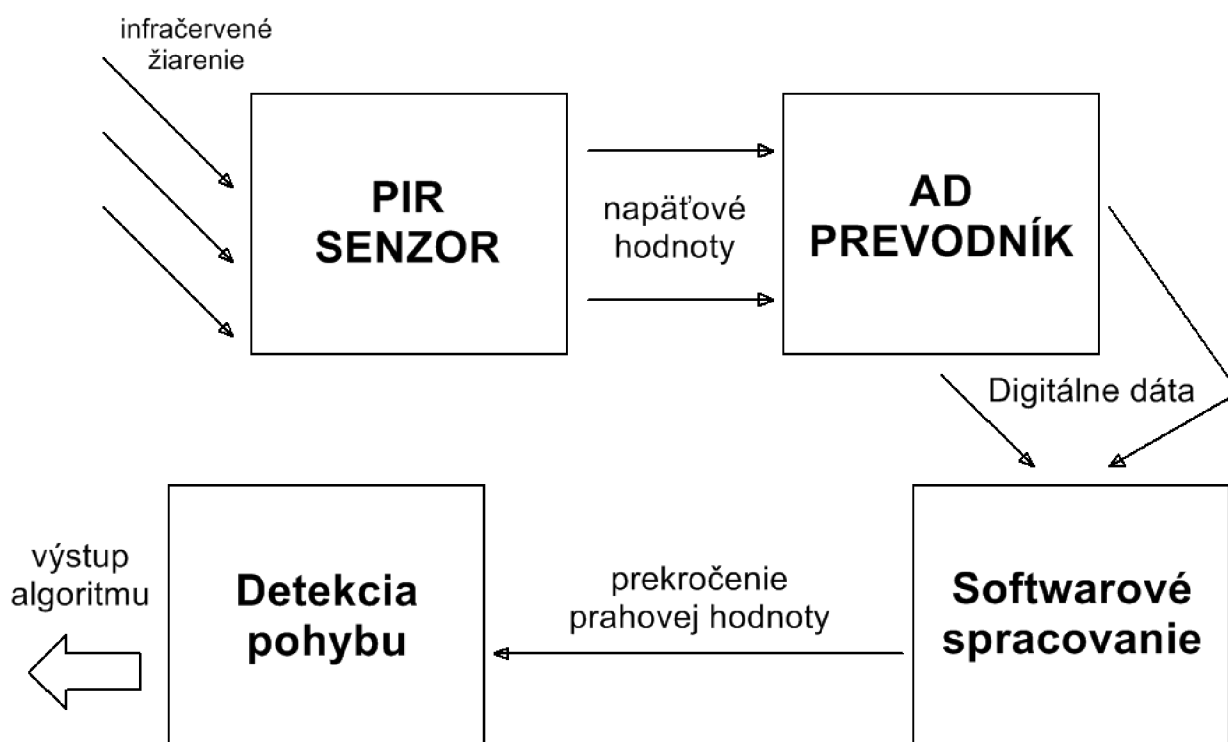 infračervené
žiarenie
PIR
SENZOR
napäťové
hodnoty
AD
PREVODNÍK
Digitálne dáta
Softwarové
spracovanie
prekročenie
prahovej hodnoty
Detekcia
pohybu
výstup
algoritmu